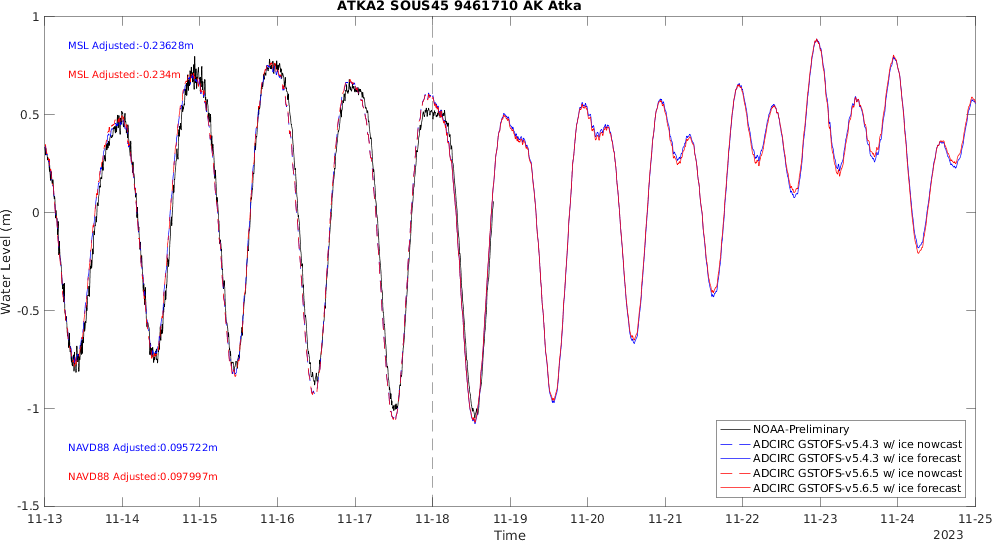 ATKA2 SOUS45 9461710 AK Atka
MSL Adjusted:-0.23628m
MSL Adjusted:-0.234m
NAVD88 Adjusted:0.095722m
NAVD88 Adjusted:0.097997m
Water Level (m)
1
0.5
0
-0.5
-1
-1.5
NOAA-Preliminary
ADCIRC GSTOFS-v5.4.3 w/ ice nowcast
ADCIRC GSTOFS-v5.4.3 w/ ice forecast
ADCIRC GSTOFS-v5.6.5 w/ ice nowcast
ADCIRC GSTOFS-v5.6.5 w/ ice forecast
11-13 11-14 11-15 11-16 11-17 11-18 11-19 11-20 11-21 11-22 11-23 11-24 11-25
Time
2023